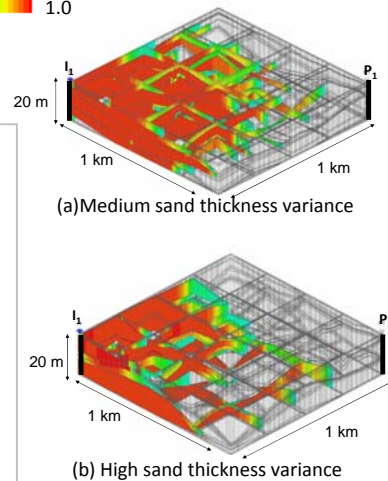 1.0
I1
P1
20 m
1 km
1 km
(a)Medium sand thickness variance
I1
P
20 m
1 km
1 km
(b) High sand thickness variance